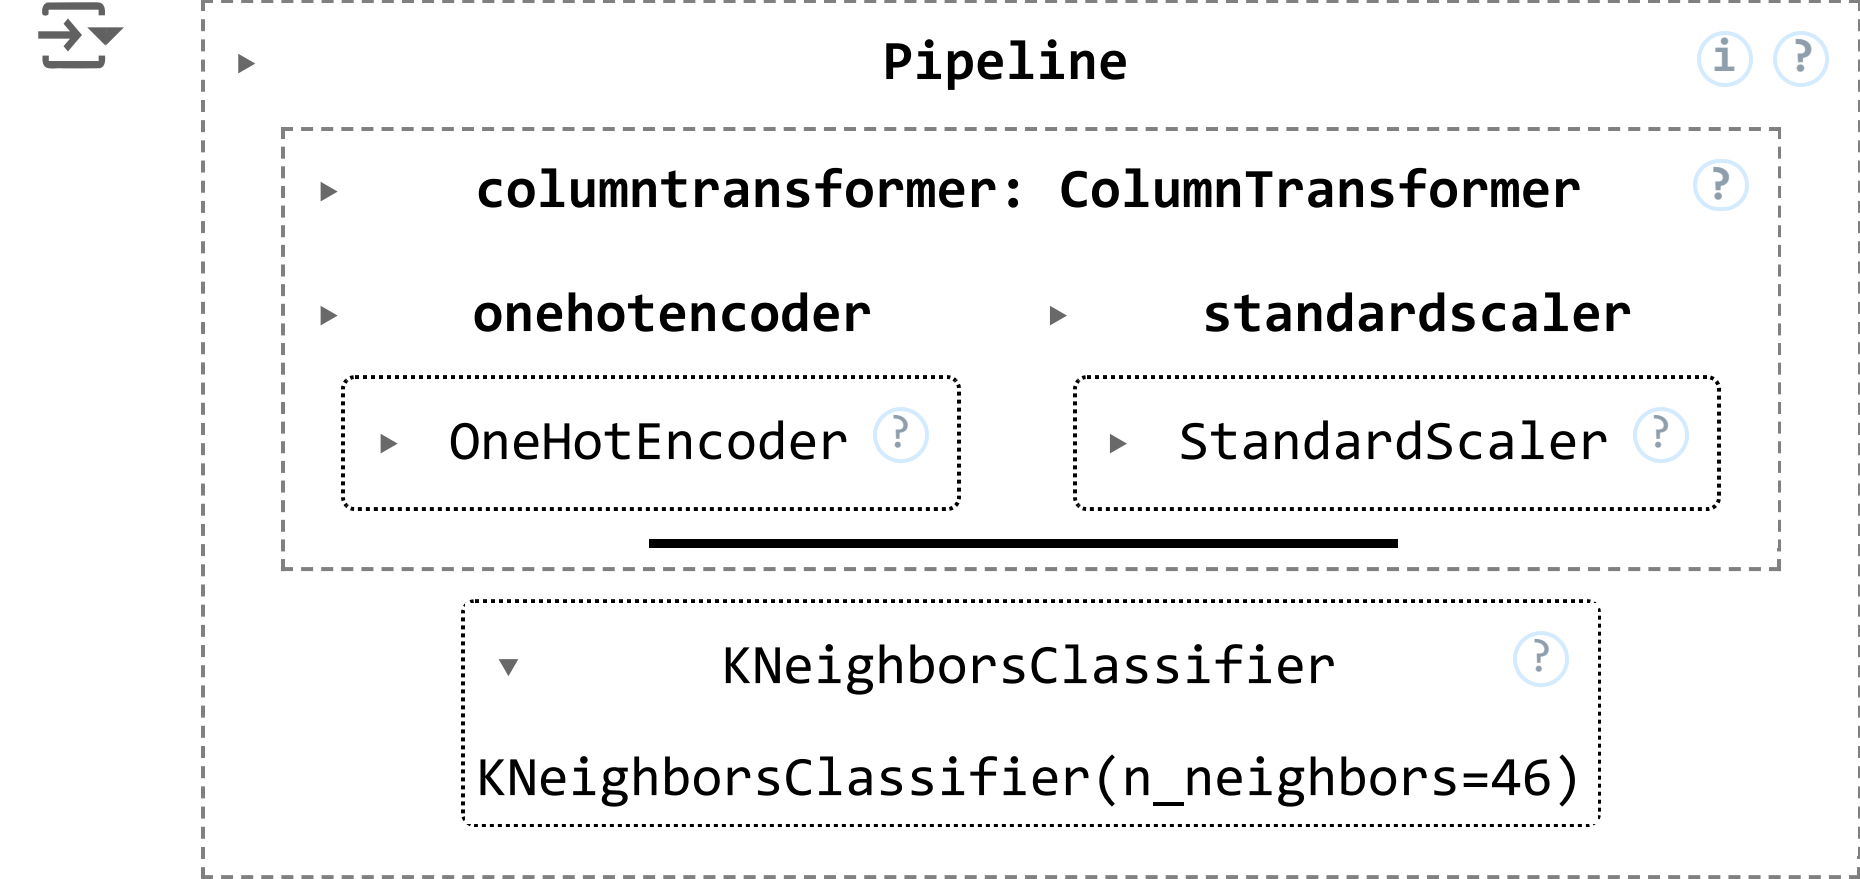 Pipeline i ?
columntransformer: ColumnTransformer ?
onehotencoder standardscaler
OneHotEncoder ? StandardScaler ?
KNeighborsClassifier ?
KNeighborsClassifier(n_neighbors=46)